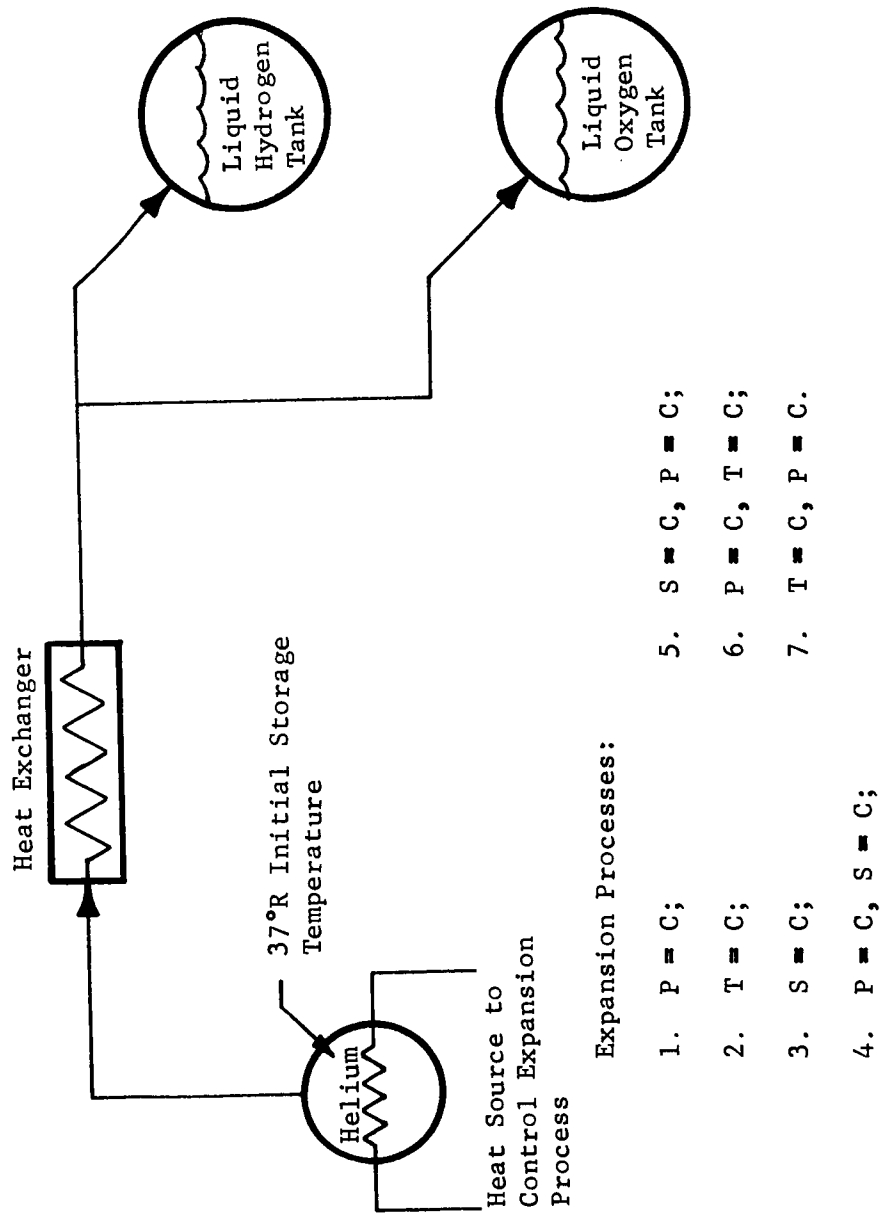 Heat Exchanger
Liquid
Hydrogen
Tank
37°R Initial Storage
Temperature
Helium
Liquid
Oxygen
Tank
Heat Source to
Control Expansion
Process
Expansion Processes:
1. P = C;
2. T = C;
3. S = C;
4. P = C, S = C;
5. S = C, P = C;
6. P = C, T = C;
7. T = C, P = C.